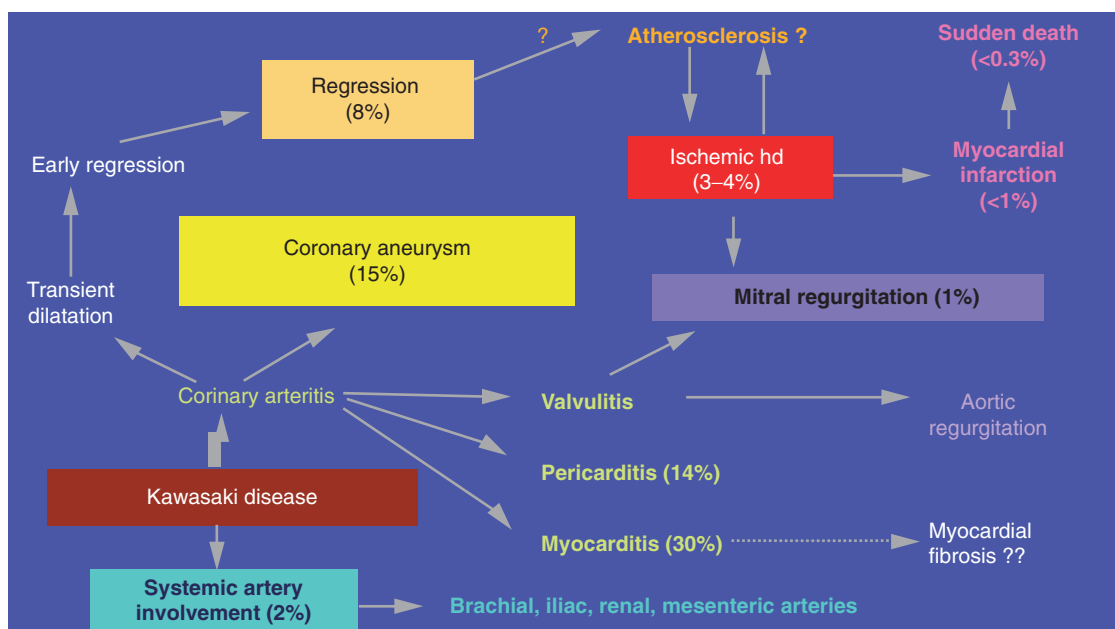 ?
Atherosclerosis ?
Sudden death
(<0.3%)
Regression
(8%)
Early regression
Ischemic hd
(3–4%)
Myocardial
infarction
(<1%)
Coronary aneurysm
(15%)
Transient
dilatation
Mitral regurgitation (1%)
Corinary arteritis
Valvulitis
Aortic
regurgitation
Pericarditis (14%)
Kawasaki disease
Myocarditis (30%)
Myocardial
fibrosis ??
Systemic artery
involvement (2%)
Brachial, iliac, renal, mesenteric arteries